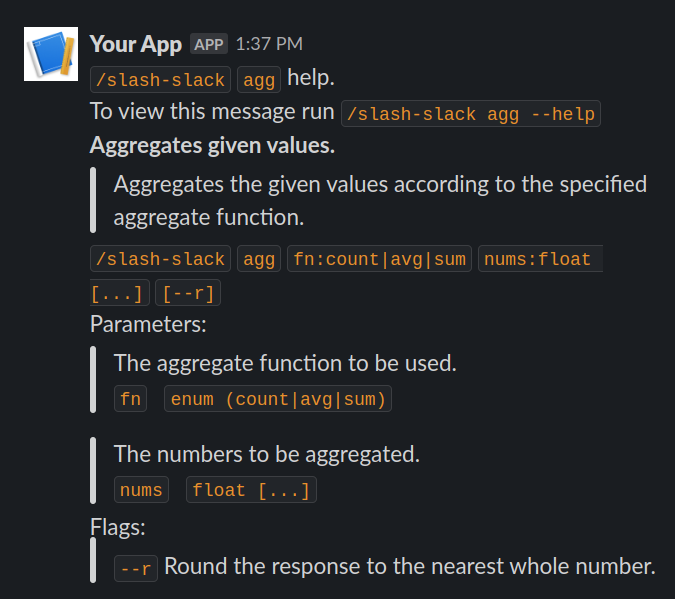 Your App APP 1:37 PM
/slash-slack agg help.
To view this message run /slash-slack agg --help
Aggregates given values.
Aggregates the given values according to the specified
aggregate function.
/slash-slack agg fn:count|avg|sum nums:float
[...] [--r]
Parameters:
The aggregate function to be used.
fn enum (count|avg|sum)
The numbers to be aggregated.
nums float [...]
Flags:
--r Round the response to the nearest whole number.